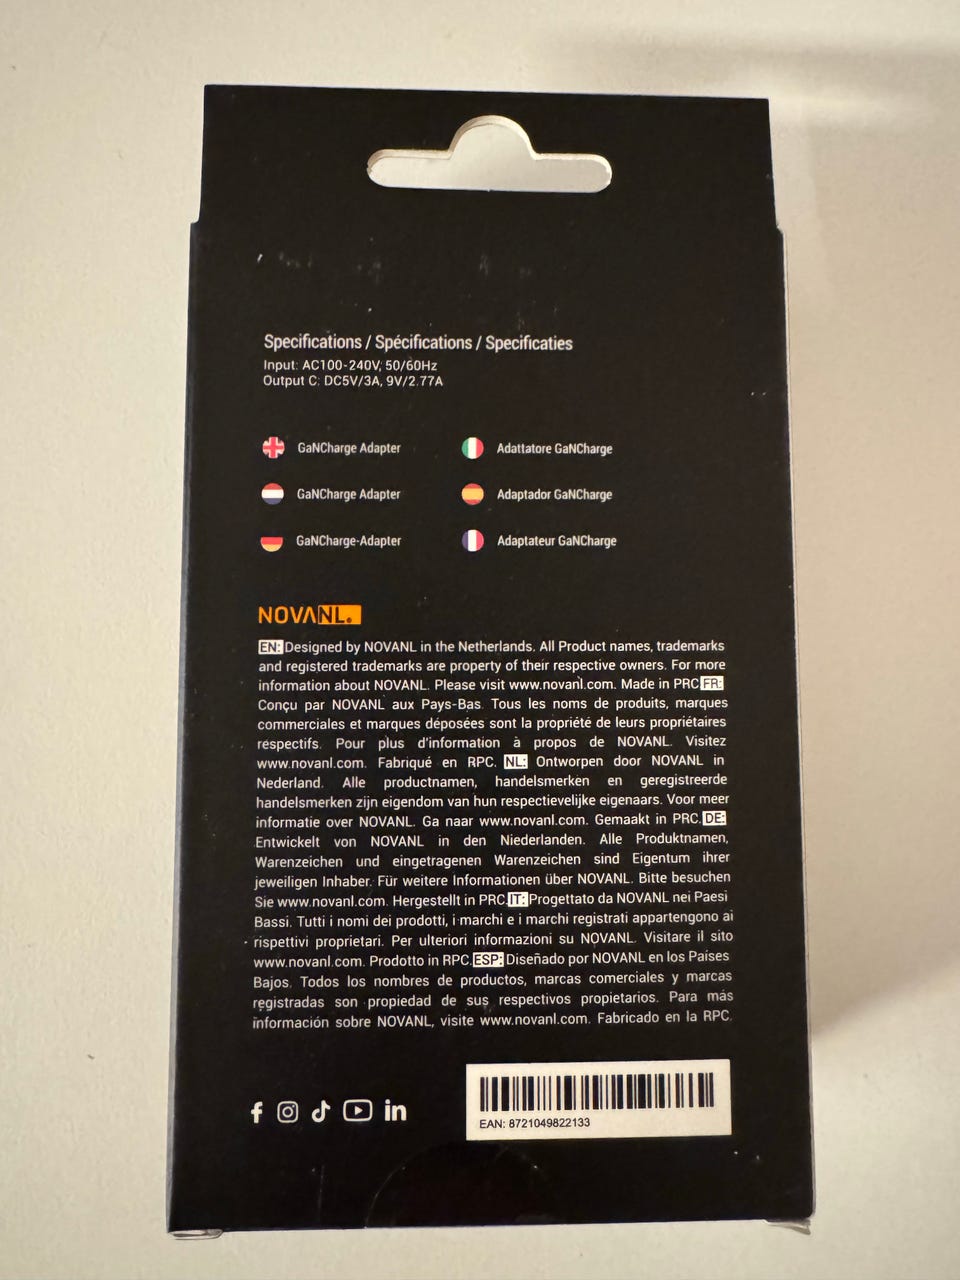 Specifications / Spécifications / Specificaties
Input: AC100-240V, 50/60Hz
Output C: DC5V/3A, 9V/2.77A
GaNCharge Adapter
Adattatore GaNCharge
GaNCharge Adapter
Adaptador GaNCharge
GaNCharge-Adapter
Adaptateur GaNCharge
NOVANL.
EN: Designed by NOVANL in the Netherlands. All Product names, trademarks
and registered trademarks are property of their respective owners. For more
information about NOVANL. Please visit www.novanl.com. Made in PRC FR:
Conçu par NOVANL aux Pays-Bas. Tous les noms de produits, marques
commerciales et marques déposées sont la propriété de leurs propriétaires
respectifs. Pour plus d'information à propos de NOVANL. Visitez
www.novanl.com. Fabriqué en RPC. NL: Ontworpen door NOVANL in
Nederland. Alle productnamen, handelsmerken en geregistreerde
handelsmerken zijn eigendom van hun respectievelijke eigenaars. Voor meer
informatie over NOVANL. Ga naar www.novanl.com. Gemaakt in PRC. DE:
Entwickelt von NOVANL in den Niederlanden. Alle Produktnamen,
Warenzeichen und eingetragenen Warenzeichen sind Eigentum ihrer
jeweiligen Inhaber. Für weitere Informationen über NOVANL. Bitte besuchen
Sie www.novanl.com. Hergestellt in PRC. IT: Progettato da NOVANL nei Paesi
Bassi. Tutti i nomi dei prodotti, i marchi e i marchi registrati appartengono ai
rispettivi proprietari. Per ulteriori informazioni su NOVANL. Visitare il sito
www.novanl.com. Prodotto in RPC. ESP: Diseñado por NOVANL en los Países
Bajos. Todos los nombres de productos, marcas comerciales y marcas
registradas son propiedad de sus respectivos propietarios. Para más
información sobre NOVANL, visite www.novanl.com. Fabricado en la RPC.
EAN: 8721049822133